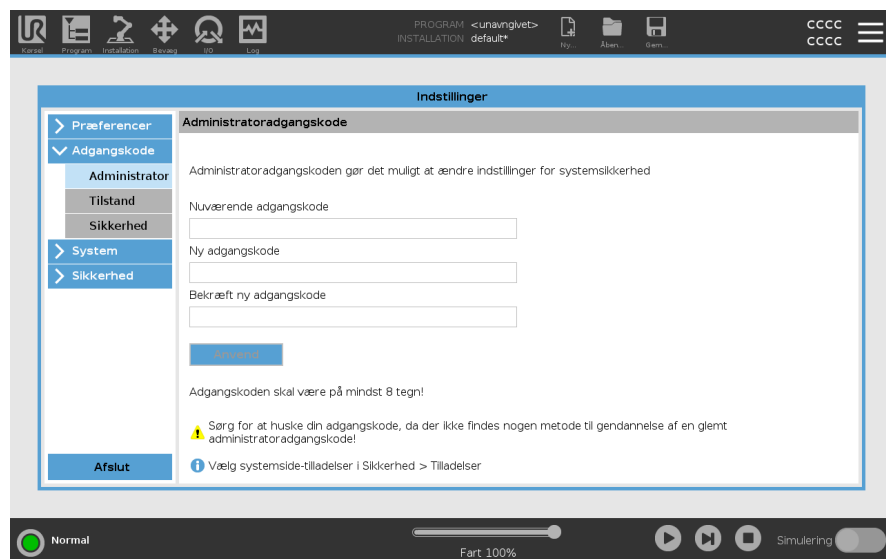 PROGRAM <unavngivet>
INSTALLATION default*
CCCC
CCCC
Kørsel Program Installation Bevæg I/O Log Ny... Åben... Gem...
Indstillinger
Præferencer
Adgangskode
Administrator
Tilstand
Sikkerhed
System
Sikkerhed
Afslut
Administratoradgangskode
Administratoradgangskoden gør det muligt at ændre indstillinger for systemsikkerhed
Nuværende adgangskode
Ny adgangskode
Bekræft ny adgangskode
Anvend
Adgangskoden skal være på mindst 8 tegn!
Sørg for at huske din adgangskode, da der ikke findes nogen metode til gendannelse af en glemt
administratoradgangskode!
Vælg systemside-tilladelser i Sikkerhed > Tilladelser
Normal
Fart 100%
Simulering